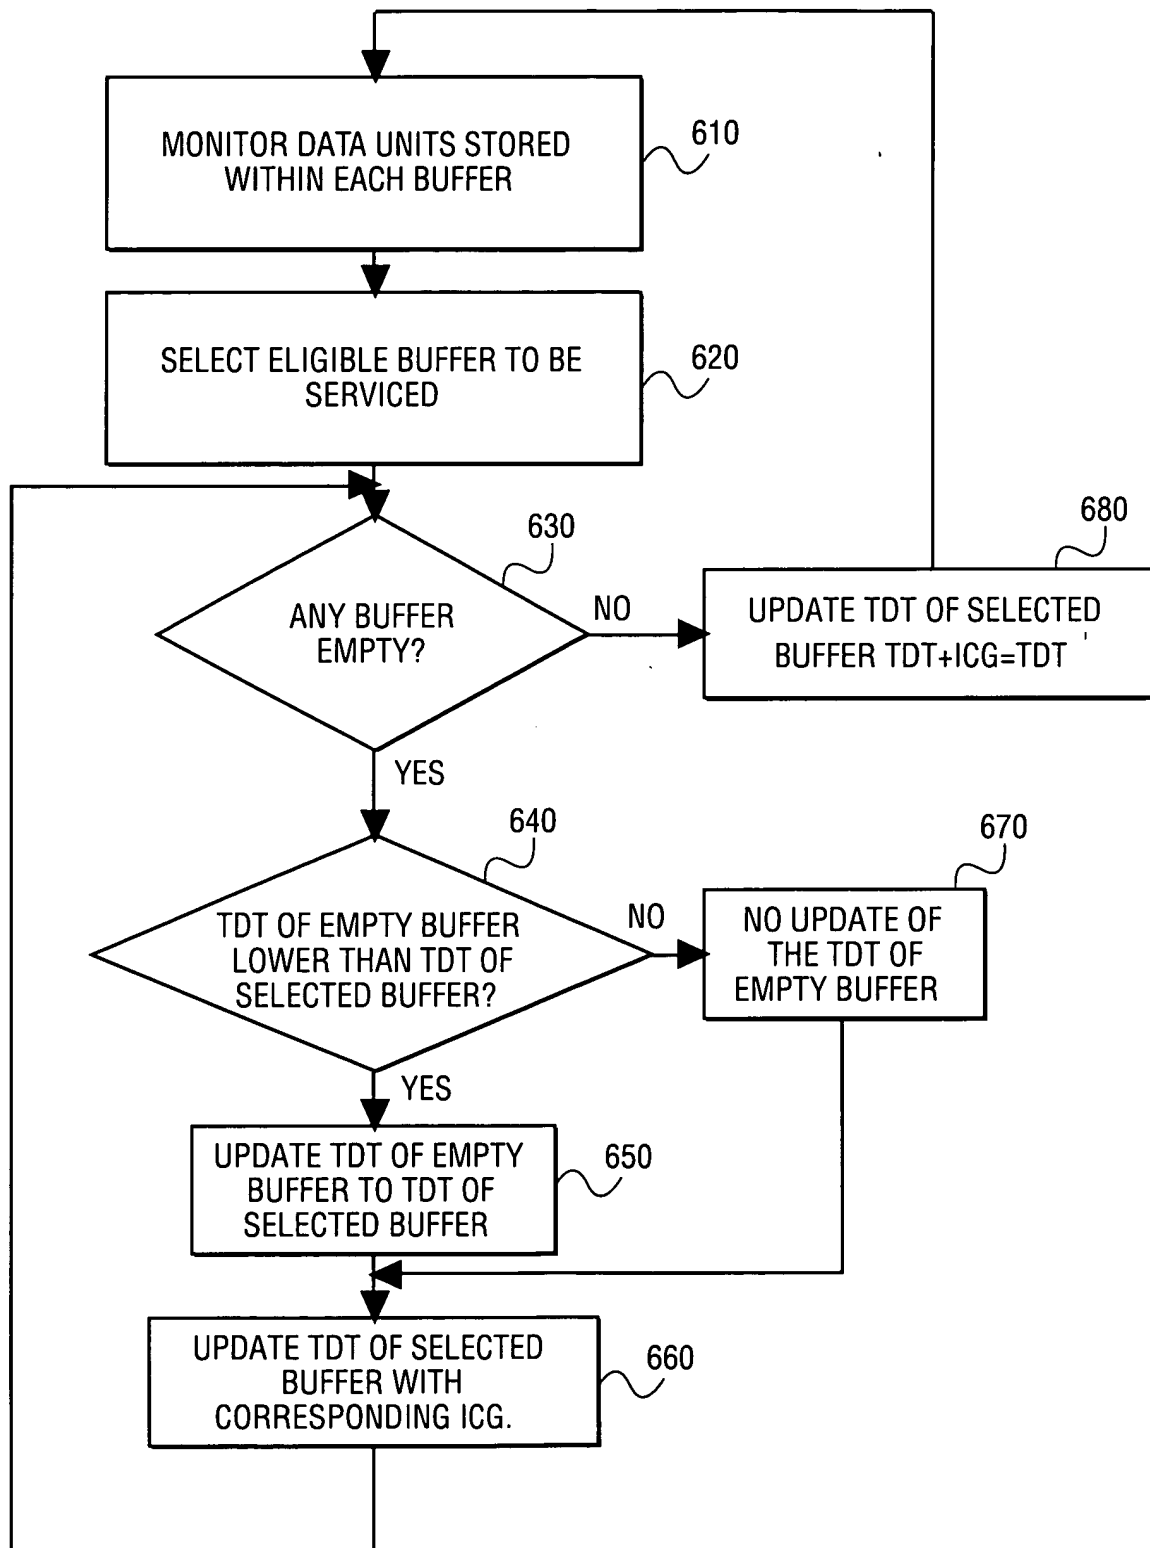 MONITOR DATA UNITS STORED
WITHIN EACH BUFFER
610
SELECT ELIGIBLE BUFFER TO BE
SERVICED
620
ANY BUFFER
EMPTY?
630
NO
UPDATE TDT OF SELECTED
BUFFER TDT+ICG=TDT
680
YES
TDT OF EMPTY BUFFER
LOWER THAN TDT OF
SELECTED BUFFER?
640
NO
NO UPDATE OF
THE TDT OF
EMPTY BUFFER
670
YES
UPDATE TDT OF EMPTY
BUFFER TO TDT OF
SELECTED BUFFER
650
UPDATE TDT OF SELECTED
BUFFER WITH
CORRESPONDING ICG.
660